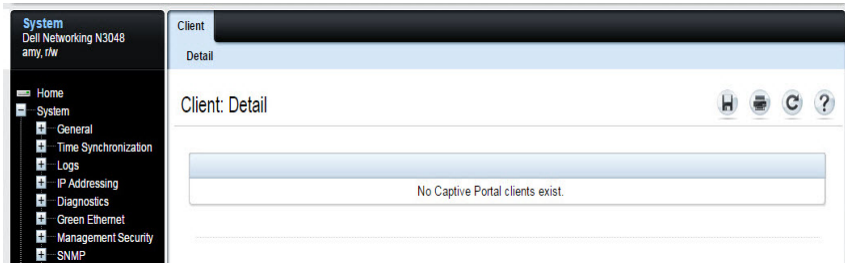 System
Dell Networking N3048
amy, r/w
Home
System
General
Time Synchronization
Logs
IP Addressing
Diagnostics
Green Ethernet
Management Security
SNMP
Client
Detail
Client: Detail
?
No Captive Portal clients exist.